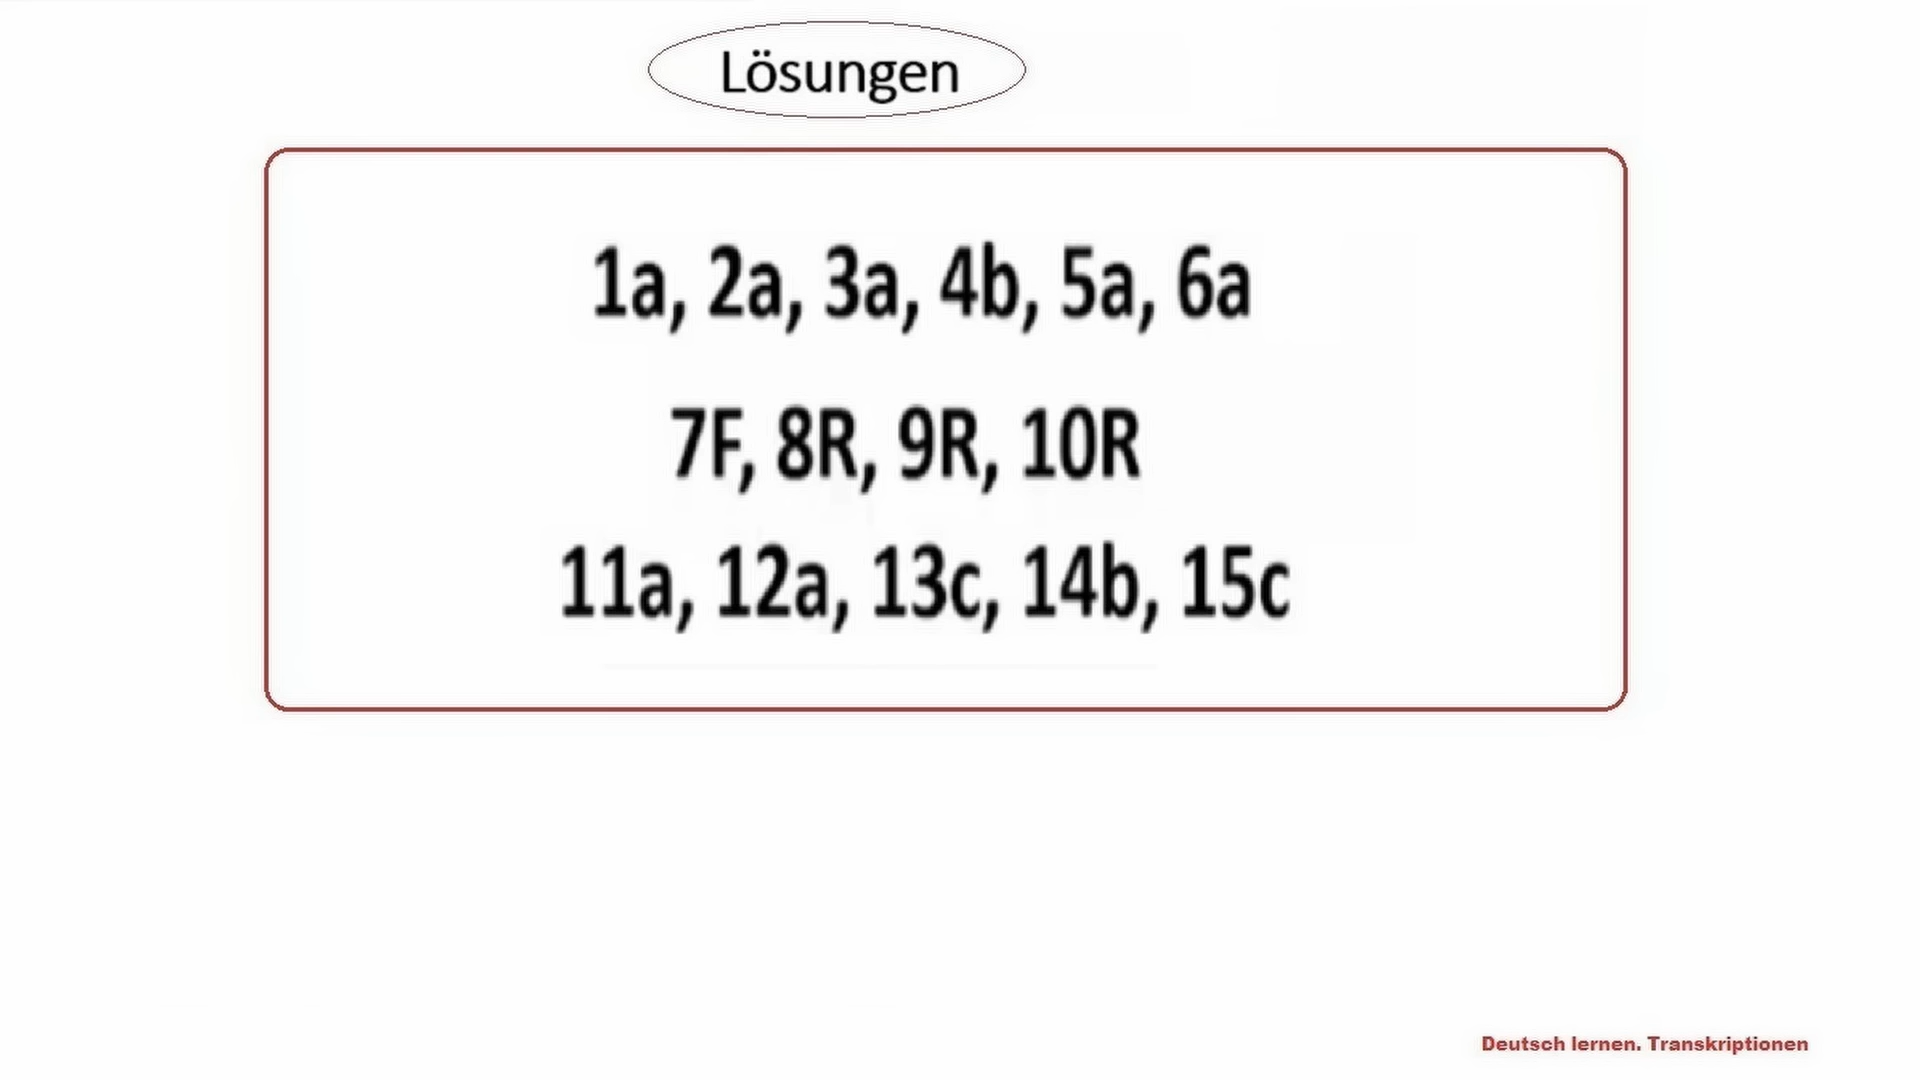 Lösungen
1a, 2a, 3a, 4b, 5a, 6a
7F, 8R, 9R, 10R
11a, 12a, 13c, 14b, 15c
Deutsch lernen. Transkriptionen